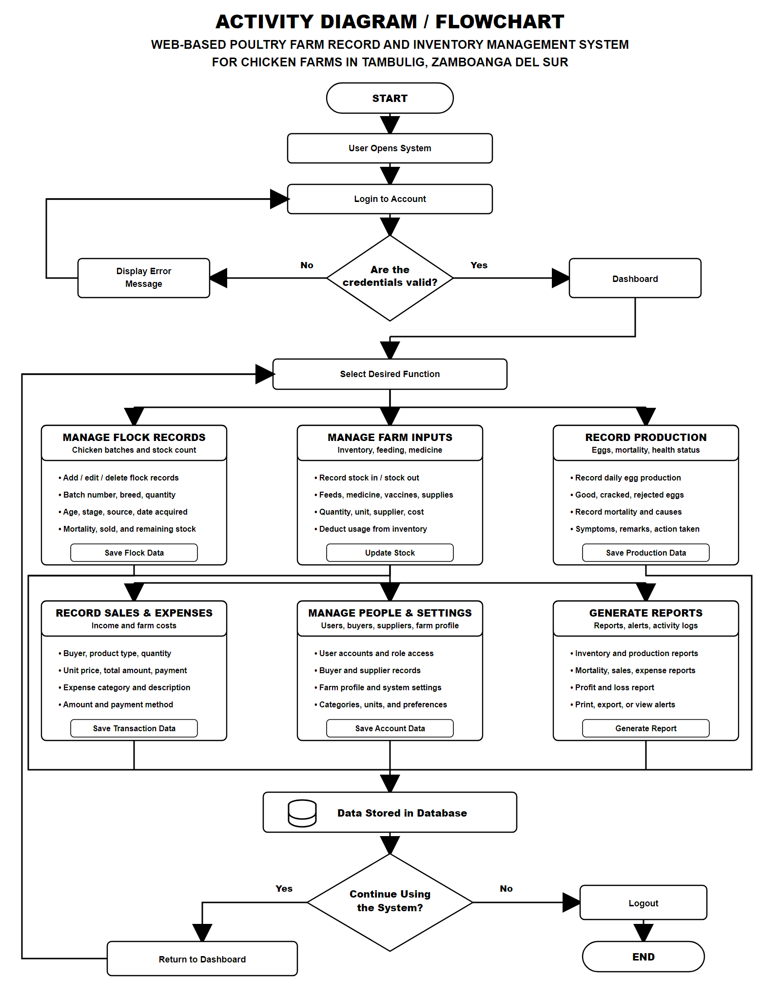 ACTIVITY DIAGRAM / FLOWCHART
WEB-BASED POULTRY FARM RECORD AND INVENTORY MANAGEMENT SYSTEM
FOR CHICKEN FARMS IN TAMBULIG, ZAMBOANGA DEL SUR
START
User Opens System
Login to Account
No
Yes
Display Error
Message
Are the
credentials valid?
Dashboard
Select Desired Function
MANAGE FLOCK RECORDS
Chicken batches and stock count
• Add / edit / delete flock records
• Batch number, breed, quantity
• Age, stage, source, date acquired
• Mortality, sold, and remaining stock
Save Flock Data
MANAGE FARM INPUTS
Inventory, feeding, medicine
• Record stock in / stock out
• Feeds, medicine, vaccines, supplies
• Quantity, unit, supplier, cost
• Deduct usage from inventory
Update Stock
RECORD PRODUCTION
Eggs, mortality, health status
• Record daily egg production
• Good, cracked, rejected eggs
• Record mortality and causes
• Symptoms, remarks, action taken
Save Production Data
RECORD SALES & EXPENSES
Income and farm costs
• Buyer, product type, quantity
• Unit price, total amount, payment
• Expense category and description
• Amount and payment method
Save Transaction Data
MANAGE PEOPLE & SETTINGS
Users, buyers, suppliers, farm profile
• User accounts and role access
• Buyer and supplier records
• Farm profile and system settings
• Categories, units, and preferences
Save Account Data
GENERATE REPORTS
Reports, alerts, activity logs
• Inventory and production reports
• Mortality, sales, expense reports
• Profit and loss report
• Print, export, or view alerts
Generate Report
Data Stored in Database
Yes
No
Continue Using
the System?
Logout
Return to Dashboard
END